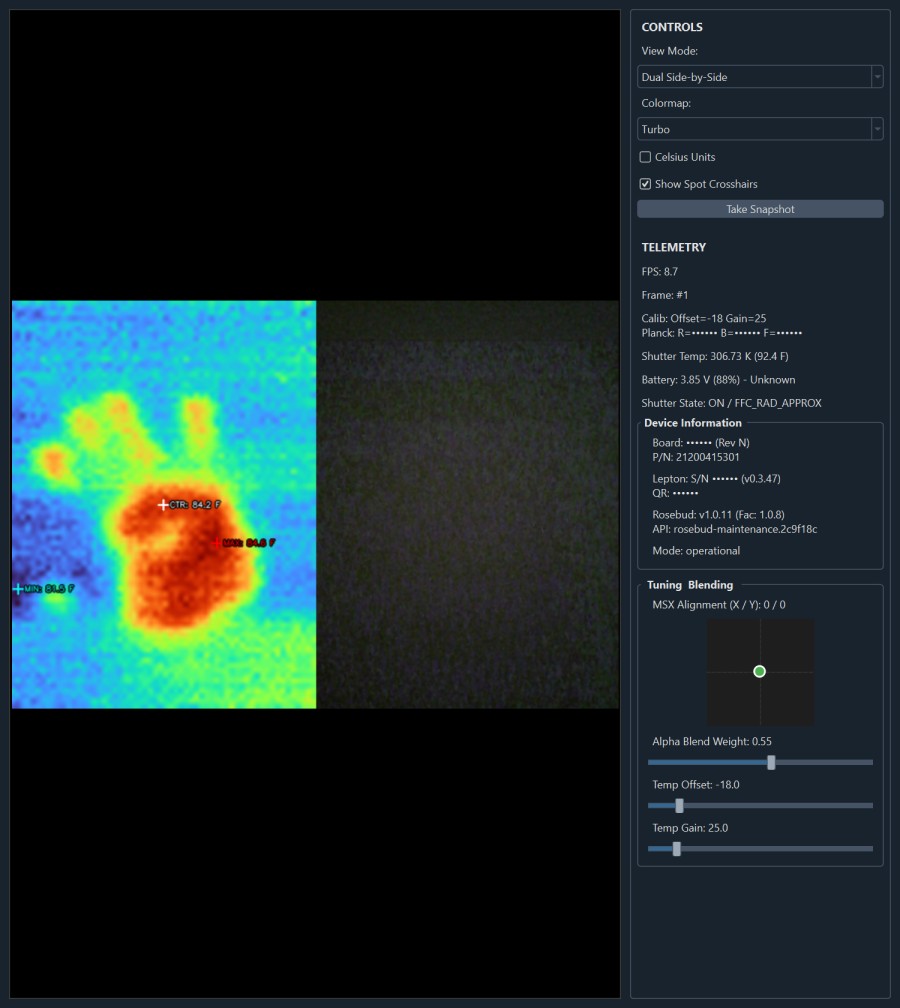 CONTROLS
View Mode:
Dual Side-by-Side
Colormap:
Turbo
Celsius Units
Show Spot Crosshairs
Take Snapshot
TELEMETRY
FPS: 8.7
Frame: #1
Calib: Offset=-18 Gain=25
Planck: R=•••••• B=•••••• F=••••••
Shutter Temp: 306.73 K (92.4 F)
Battery: 3.85 V (88%) - Unknown
Shutter State: ON / FFC_RAD_APPROX
Device Information
Board: •••••• (Rev N)
P/N: 21200415301
Lepton: S/N •••••• (v0.3.47)
QR: ••••••
Rosebud: v1.0.11 (Fac: 1.0.8)
API: rosebud-maintenance.2c9f18c
Mode: operational
Tuning Blending
MSX Alignment (X / Y): 0 / 0
Alpha Blend Weight: 0.55
Temp Offset: -18.0
Temp Gain: 25.0
CTR: 84.2 F
MAX: F
MIN: F